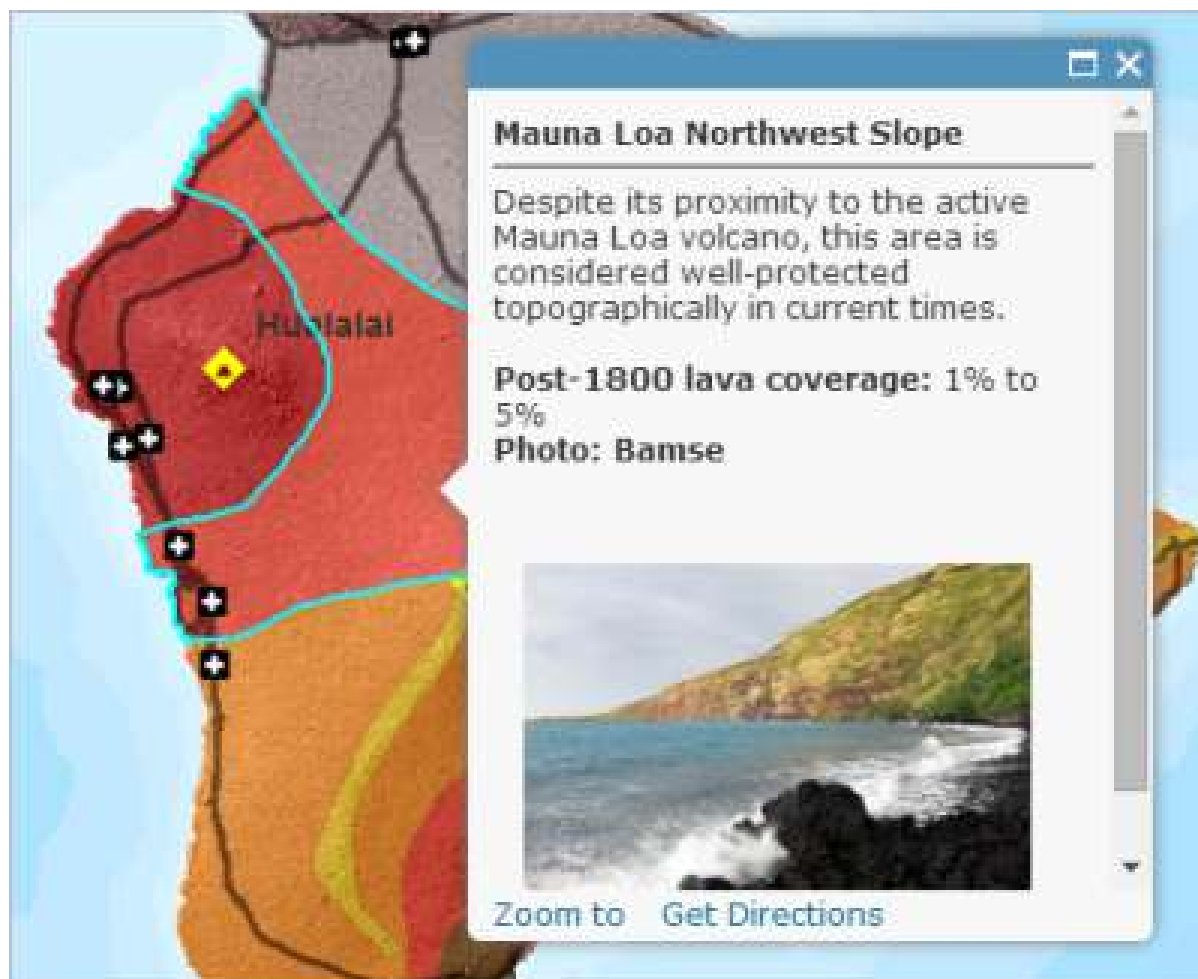 Mauna Loa Northwest Slope
Despite its proximity to the active
Mauna Loa volcano, this area is
considered well-protected
topographically in current times.
Post-1800 lava coverage: 1% to
5%
Photo: Bamse
Hualalai
Zoom to Get Directions